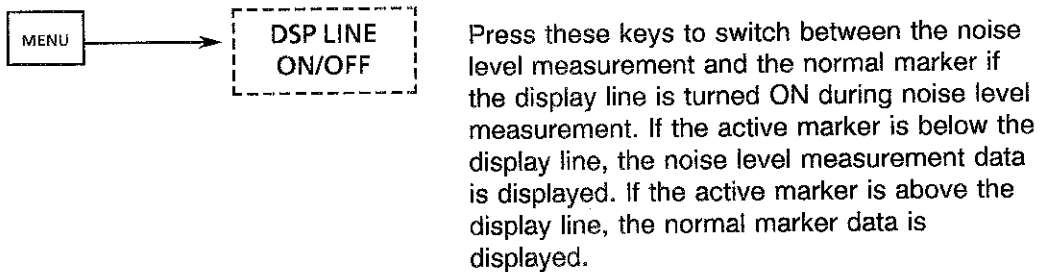 MENU
DSP LINE
ON/OFF
Press these keys to switch between the noise
level measurement and the normal marker if
the display line is turned ON during noise level
measurement. If the active marker is below the
display line, the noise level measurement data
is displayed. If the active marker is above the
display line, the normal marker data is
displayed.